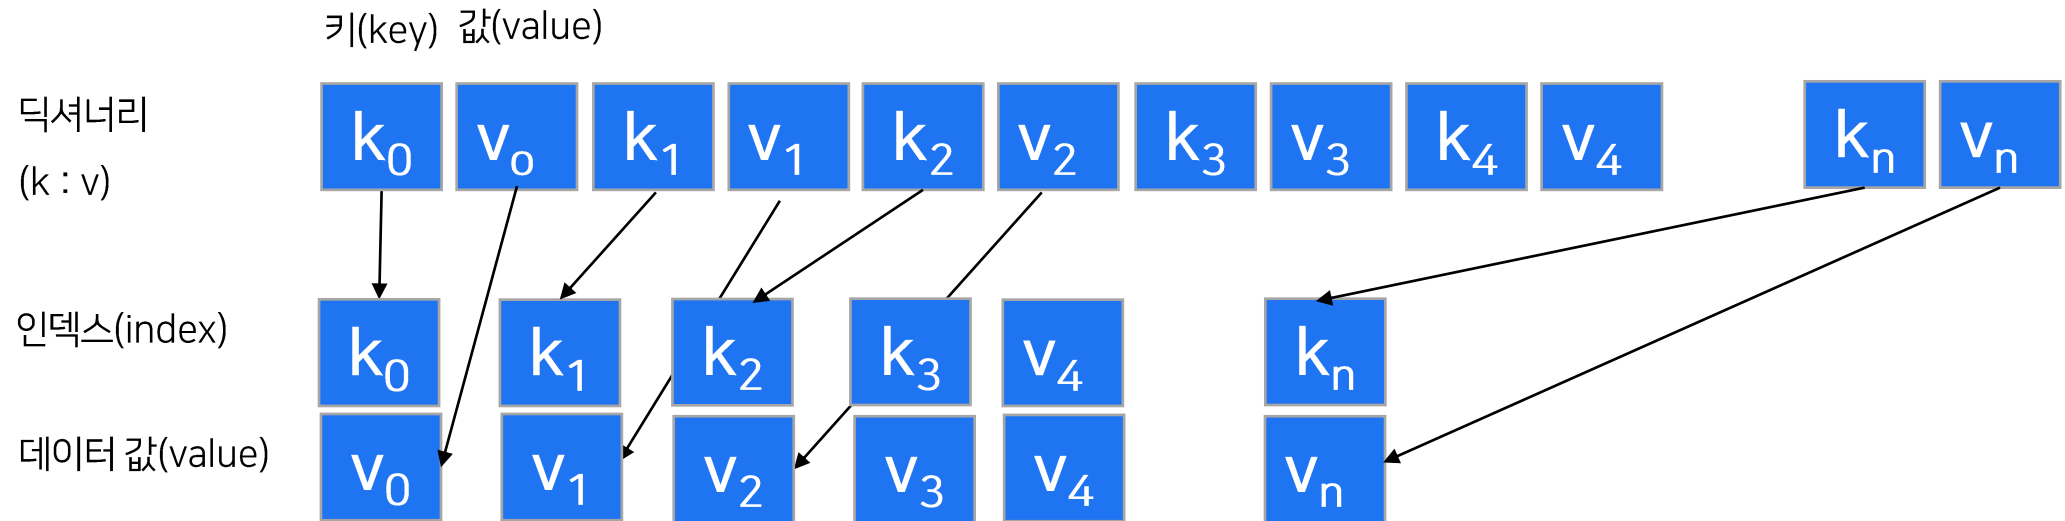 키(key) 값(value)
딕셔너리 k₀ vₒ k₁ v₁ k₂ v₂ k₃ v₃ k₄ v₄ kₙ vₙ
(k : v)
인덱스(index) k₀ k₁ k₂ k₃ v₄ kₙ
데이터 값(value) v₀ v₁ v₂ v₃ v₄ vₙ